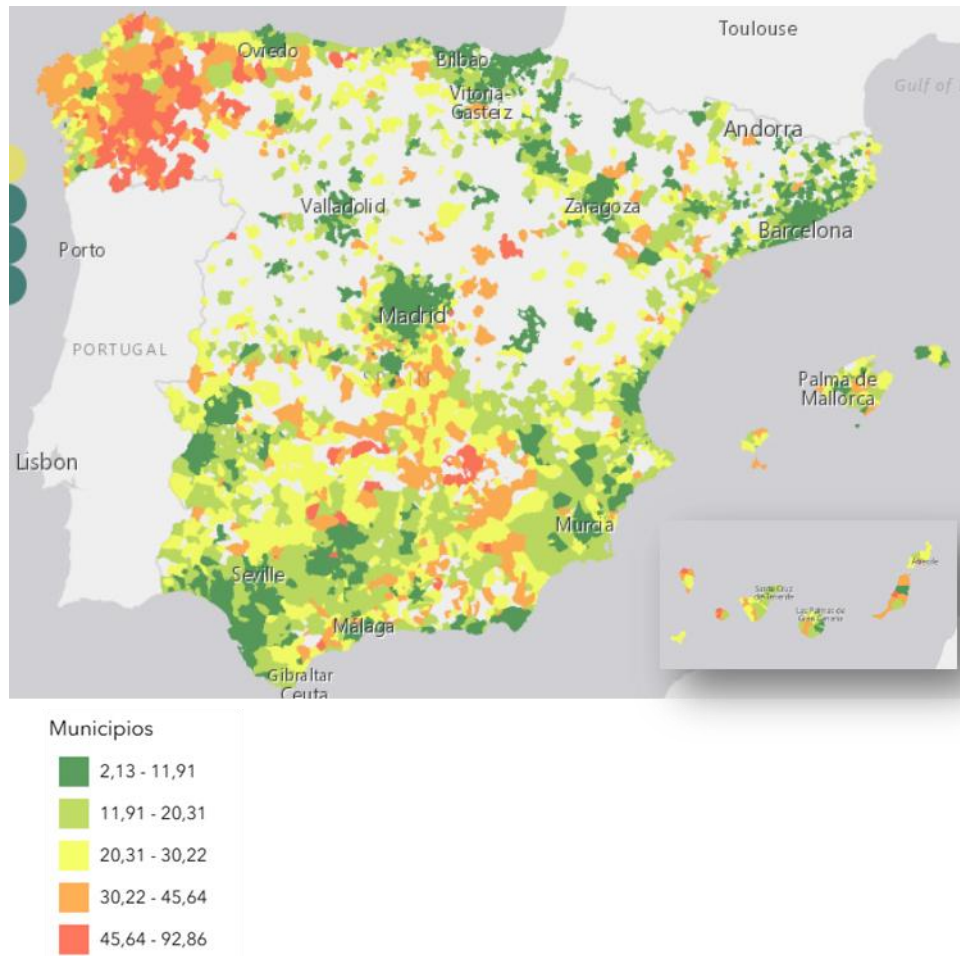 Toulouse
Oviedo
Bilbao
Vitoria-
Gasteiz
Gulf of
Andorra
Valladolid
Zaragoza
Barcelona
Porto
Madrid
PORTUGAL
SPAIN
Palma de
Mallorca
Lisbon
Murcia
Seville
Arrecife
Santa Cruz
de Tenerife
Las Palmas de
Gran Canaria
Málaga
Gibraltar
Ceuta
Municipios
2,13 - 11,91
11,91 - 20,31
20,31 - 30,22
30,22 - 45,64
45,64 - 92,86